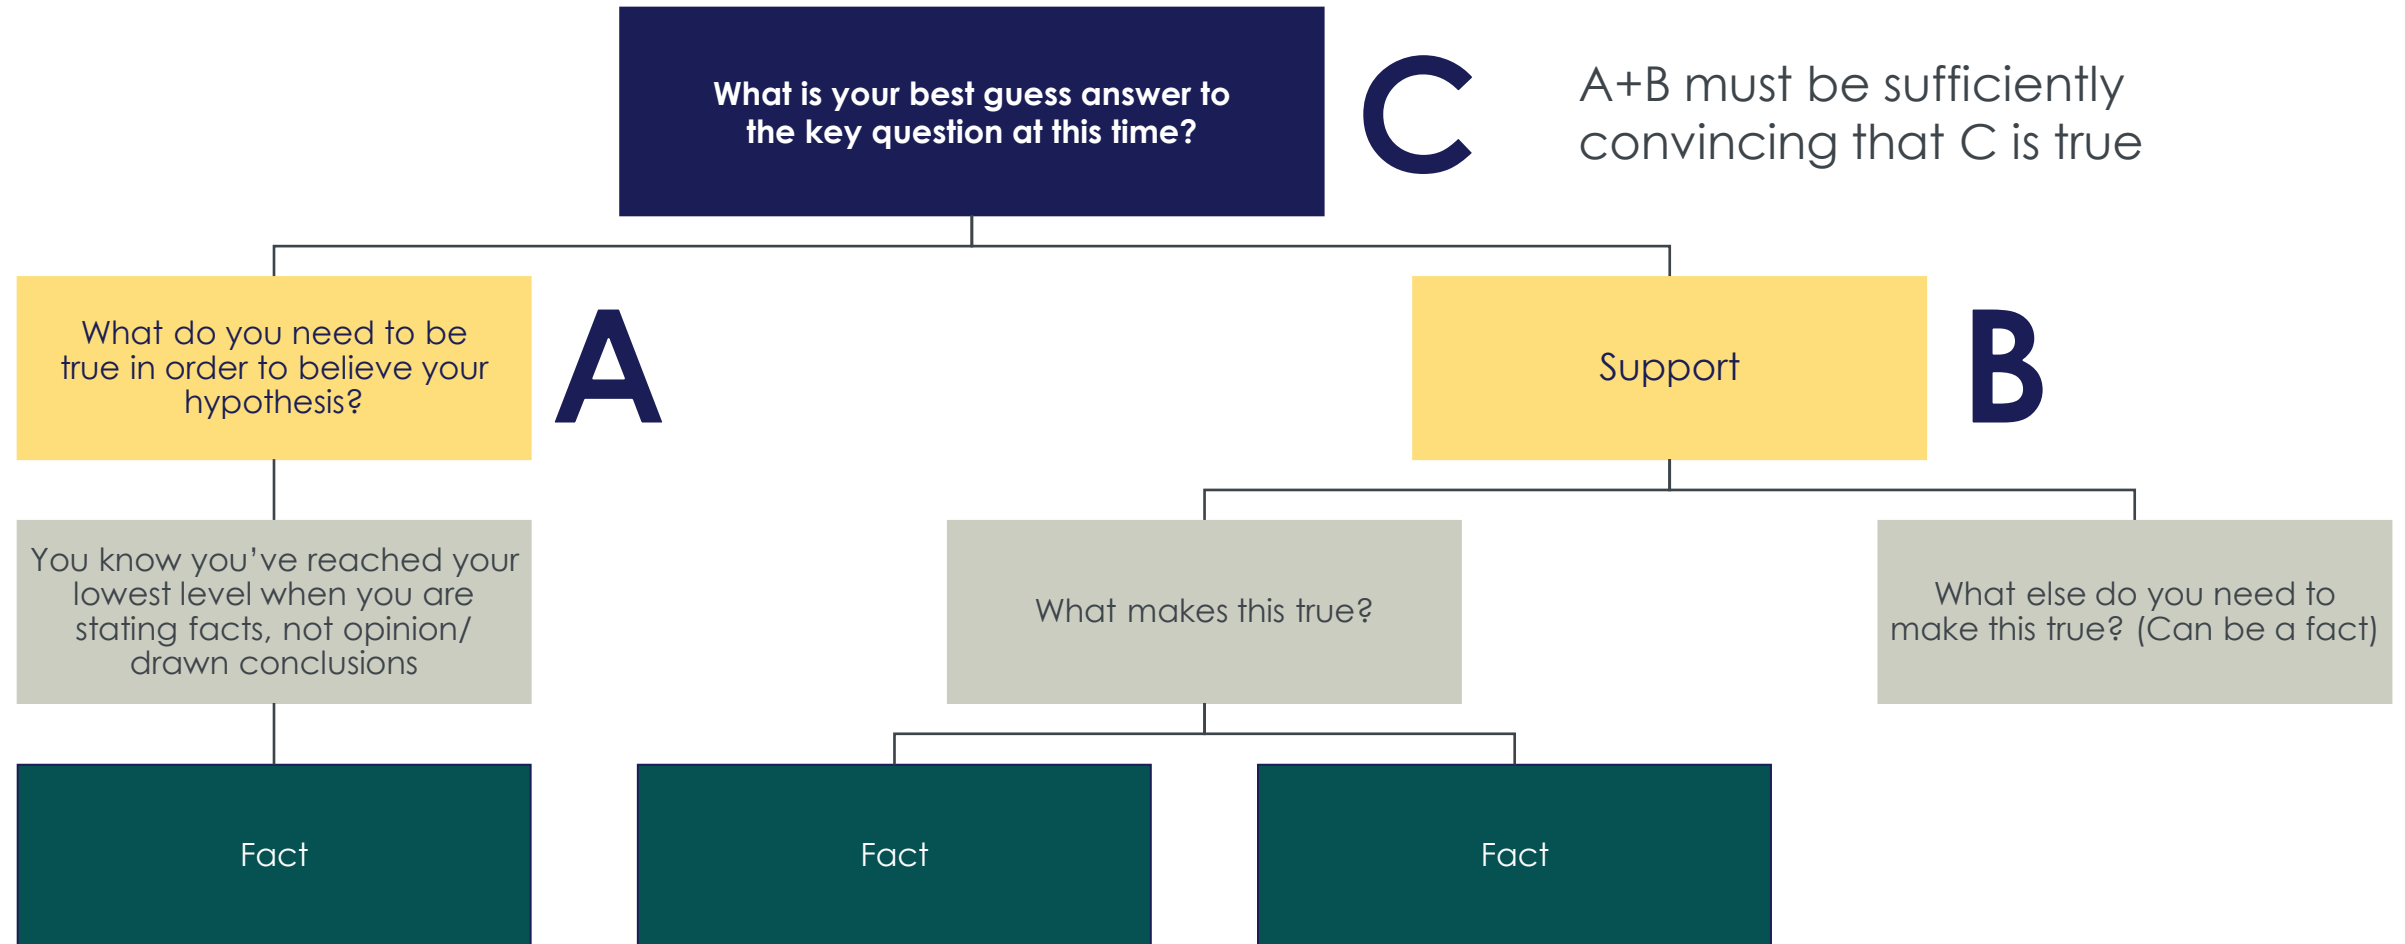 What is your best guess answer to
the key question at this time?
C
A+B must be sufficiently
convincing that C is true
What do you need to be
true in order to believe your
hypothesis?
A
Support
B
You know you’ve reached your
lowest level when you are
stating facts, not opinion/
drawn conclusions
What makes this true?
What else do you need to
make this true? (Can be a fact)
Fact
Fact
Fact